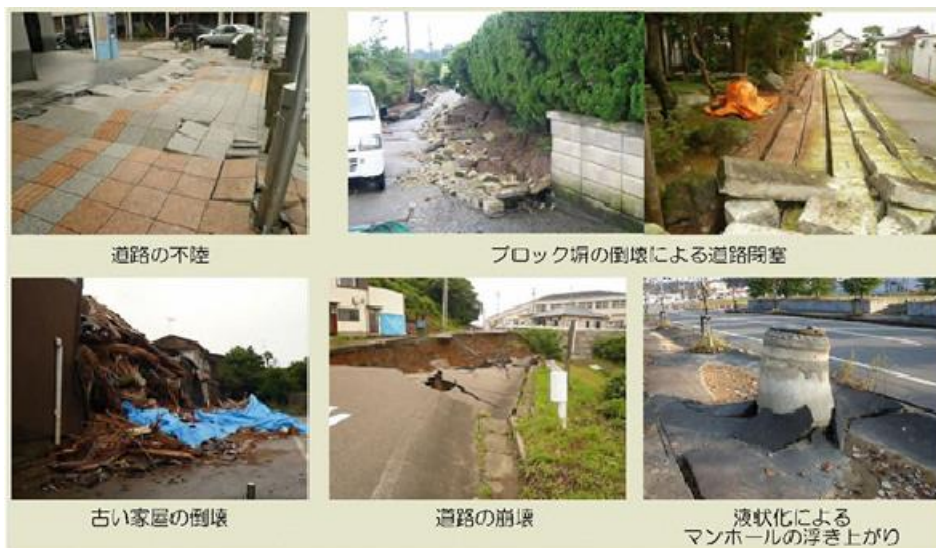 道路の不陸
ブロック塀の倒壊による道路閉塞
古い家屋の倒壊
道路の崩壊
液状化による
マンホールの浮き上がり